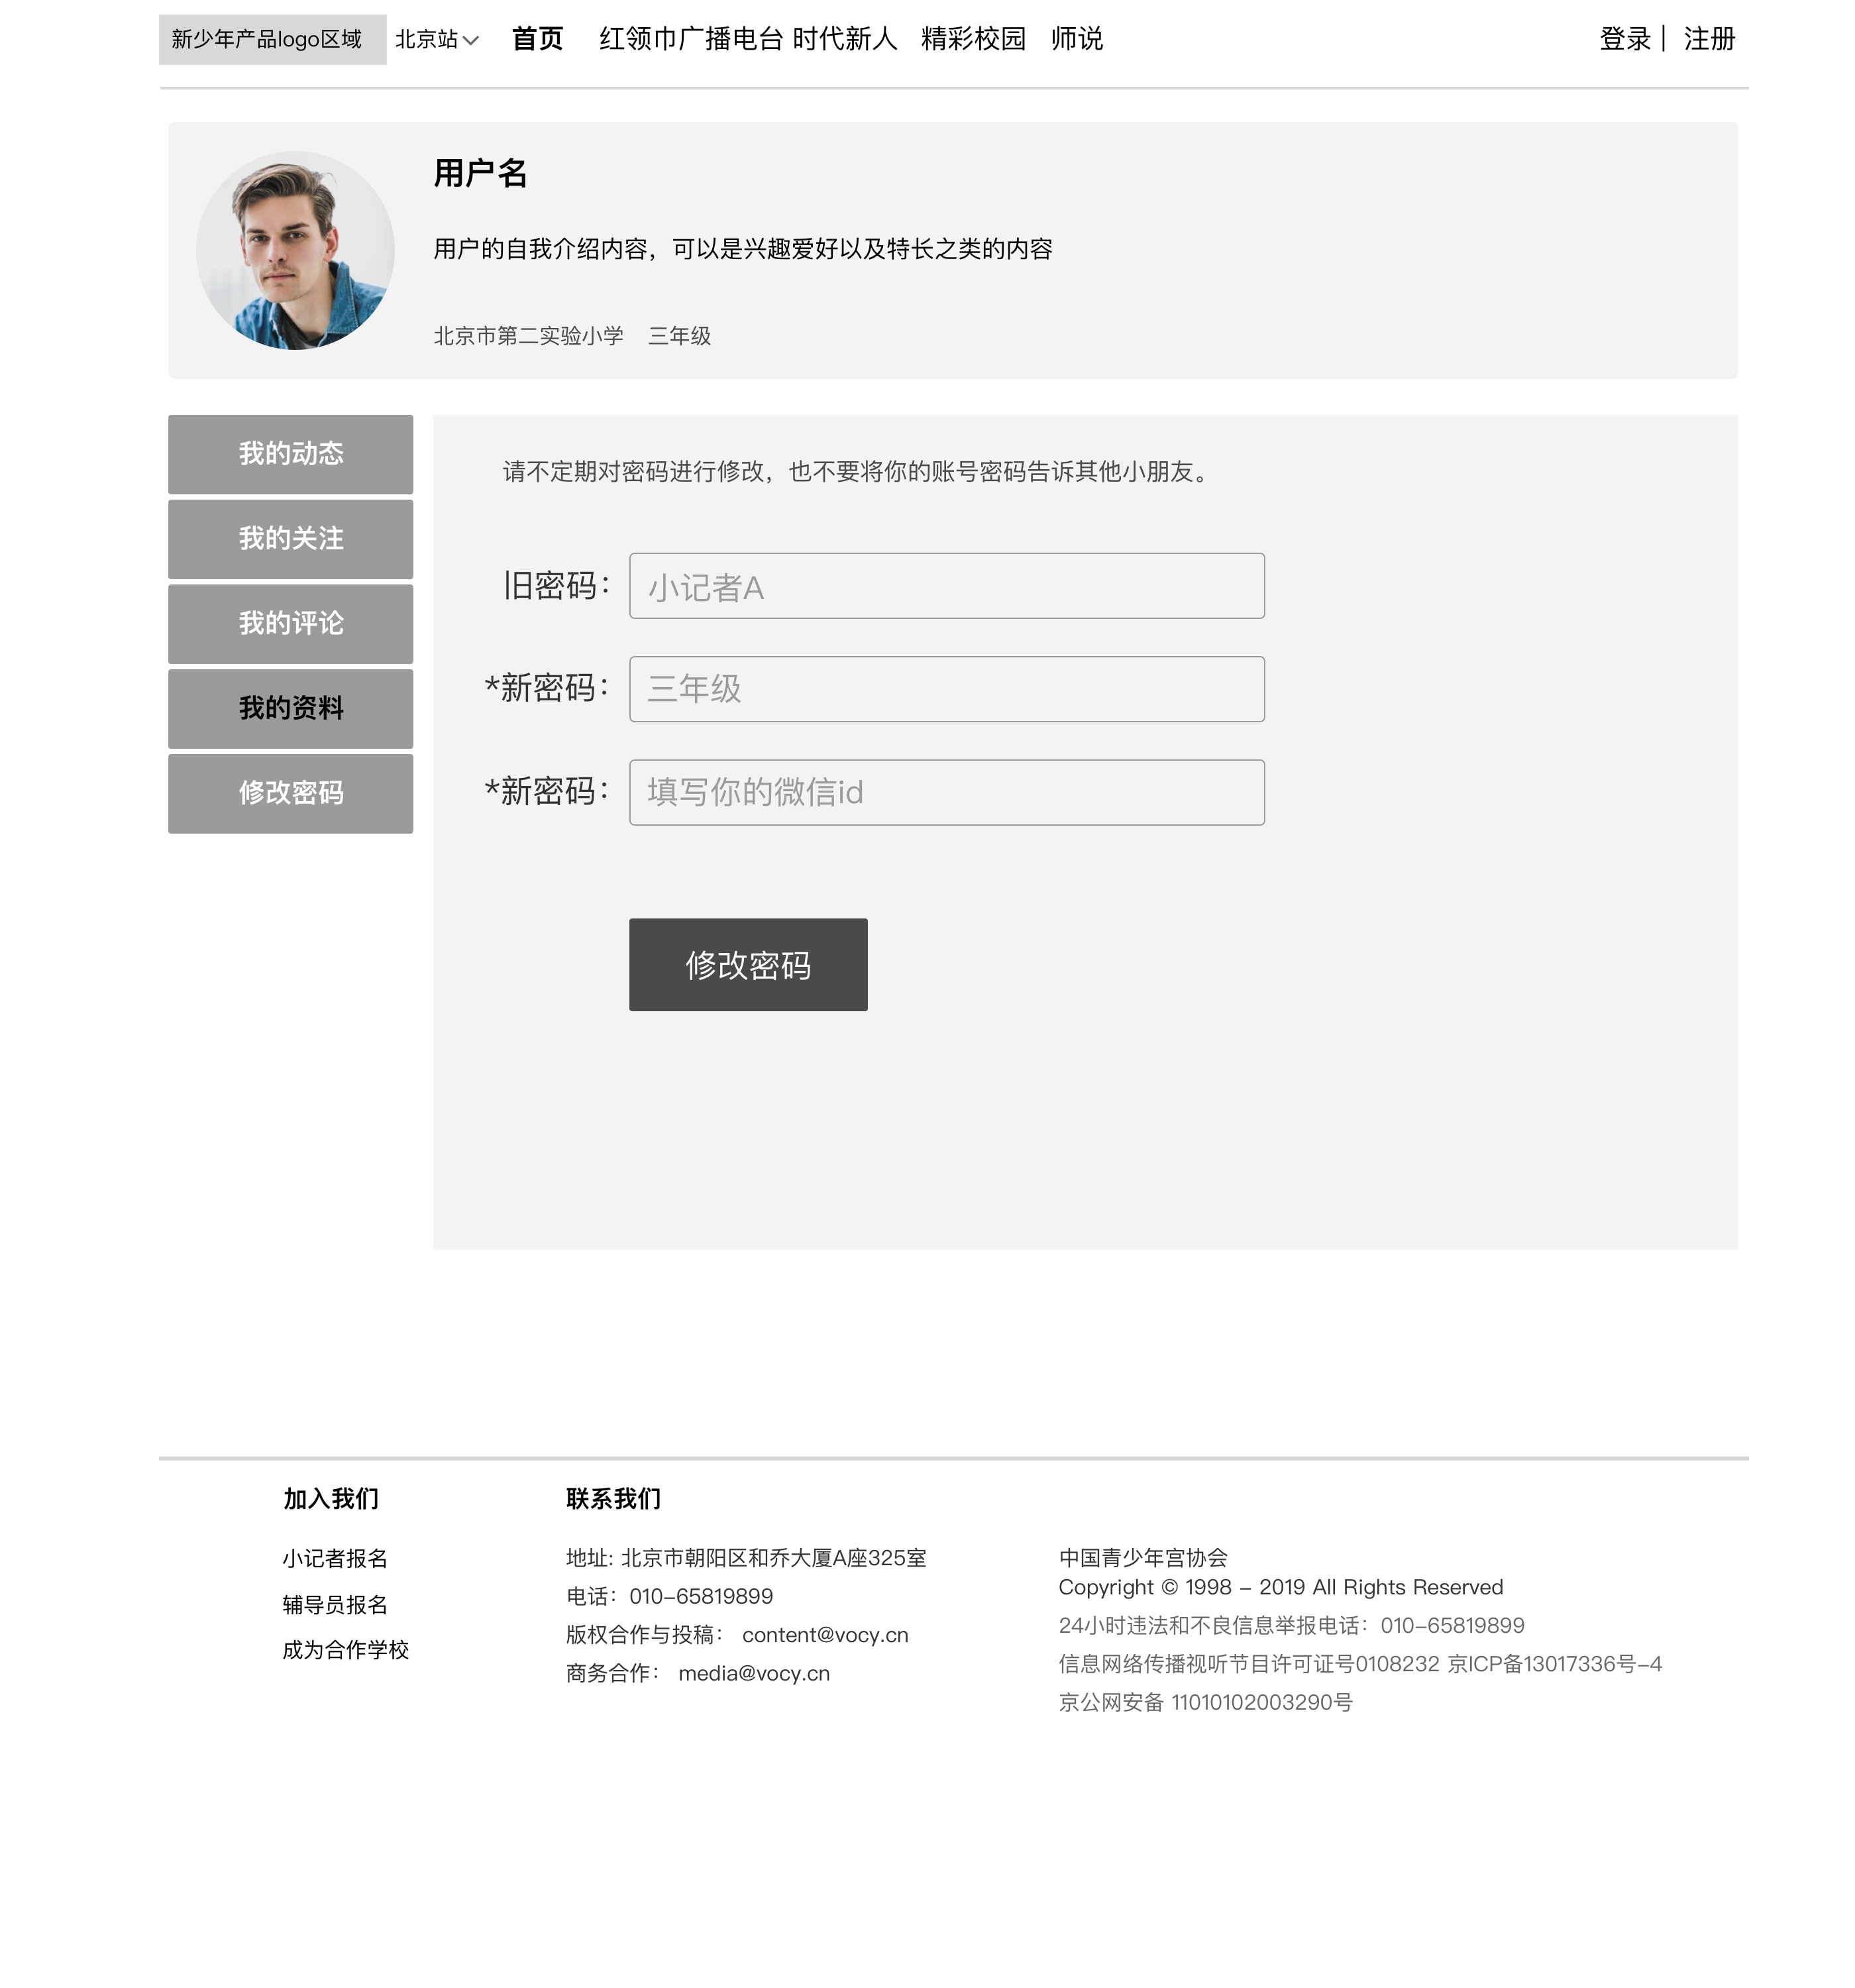 新少年产品logo区域 北京站 首页 红领巾广播电台 时代新人 精彩校园 师说 登录 | 注册
用户名
用户的自我介绍内容，可以是兴趣爱好以及特长之类的内容
北京市第二实验小学 三年级
我的动态
我的关注
我的评论
我的资料
修改密码
请不定期对密码进行修改，也不要将你的账号密码告诉其他小朋友。
旧密码： 小记者A
*新密码： 三年级
*新密码： 填写你的微信id
修改密码
加入我们
小记者报名
辅导员报名
成为合作学校
联系我们
地址: 北京市朝阳区和乔大厦A座325室
电话：010-65819899
版权合作与投稿： content@vocy.cn
商务合作： media@vocy.cn
中国青少年宫协会
Copyright © 1998 - 2019 All Rights Reserved
24小时违法和不良信息举报电话：010-65819899
信息网络传播视听节目许可证号0108232 京ICP备13017336号-4
京公网安备 11010102003290号